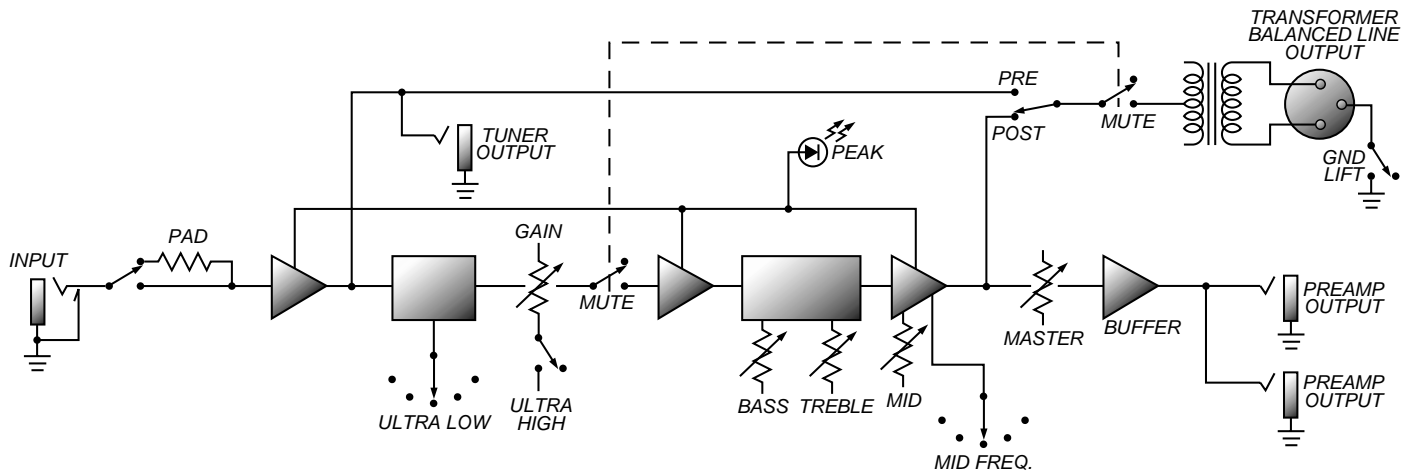 TRANSFORMER
BALANCED LINE
OUTPUT
PRE
POST
MUTE
TUNER
OUTPUT
PEAK
GND
LIFT
INPUT
PAD
GAIN
MUTE
ULTRA LOW
ULTRA
HIGH
BASS
TREBLE
MID
MID FREQ.
MASTER
BUFFER
PREAMP
OUTPUT
PREAMP
OUTPUT